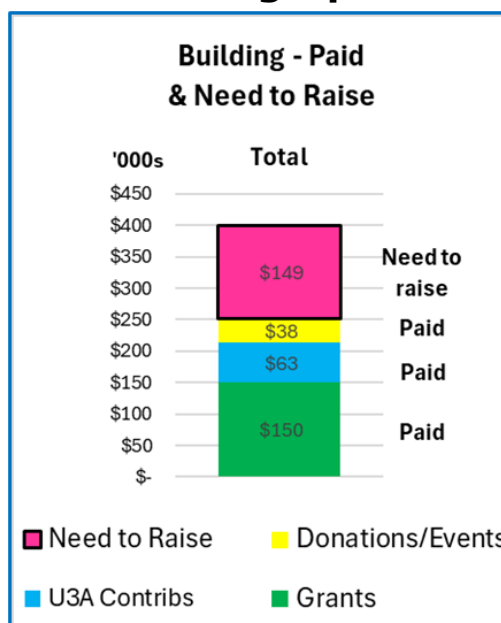 Building - Paid
& Need to Raise
'000s Total
$450
$400
$350
$300
$250
$200
$150
$100
$50
$-
$149
$38
$63
$150
Need to
raise
Paid
Paid
Paid
Need to Raise
Donations/Events
U3A Contribs
Grants